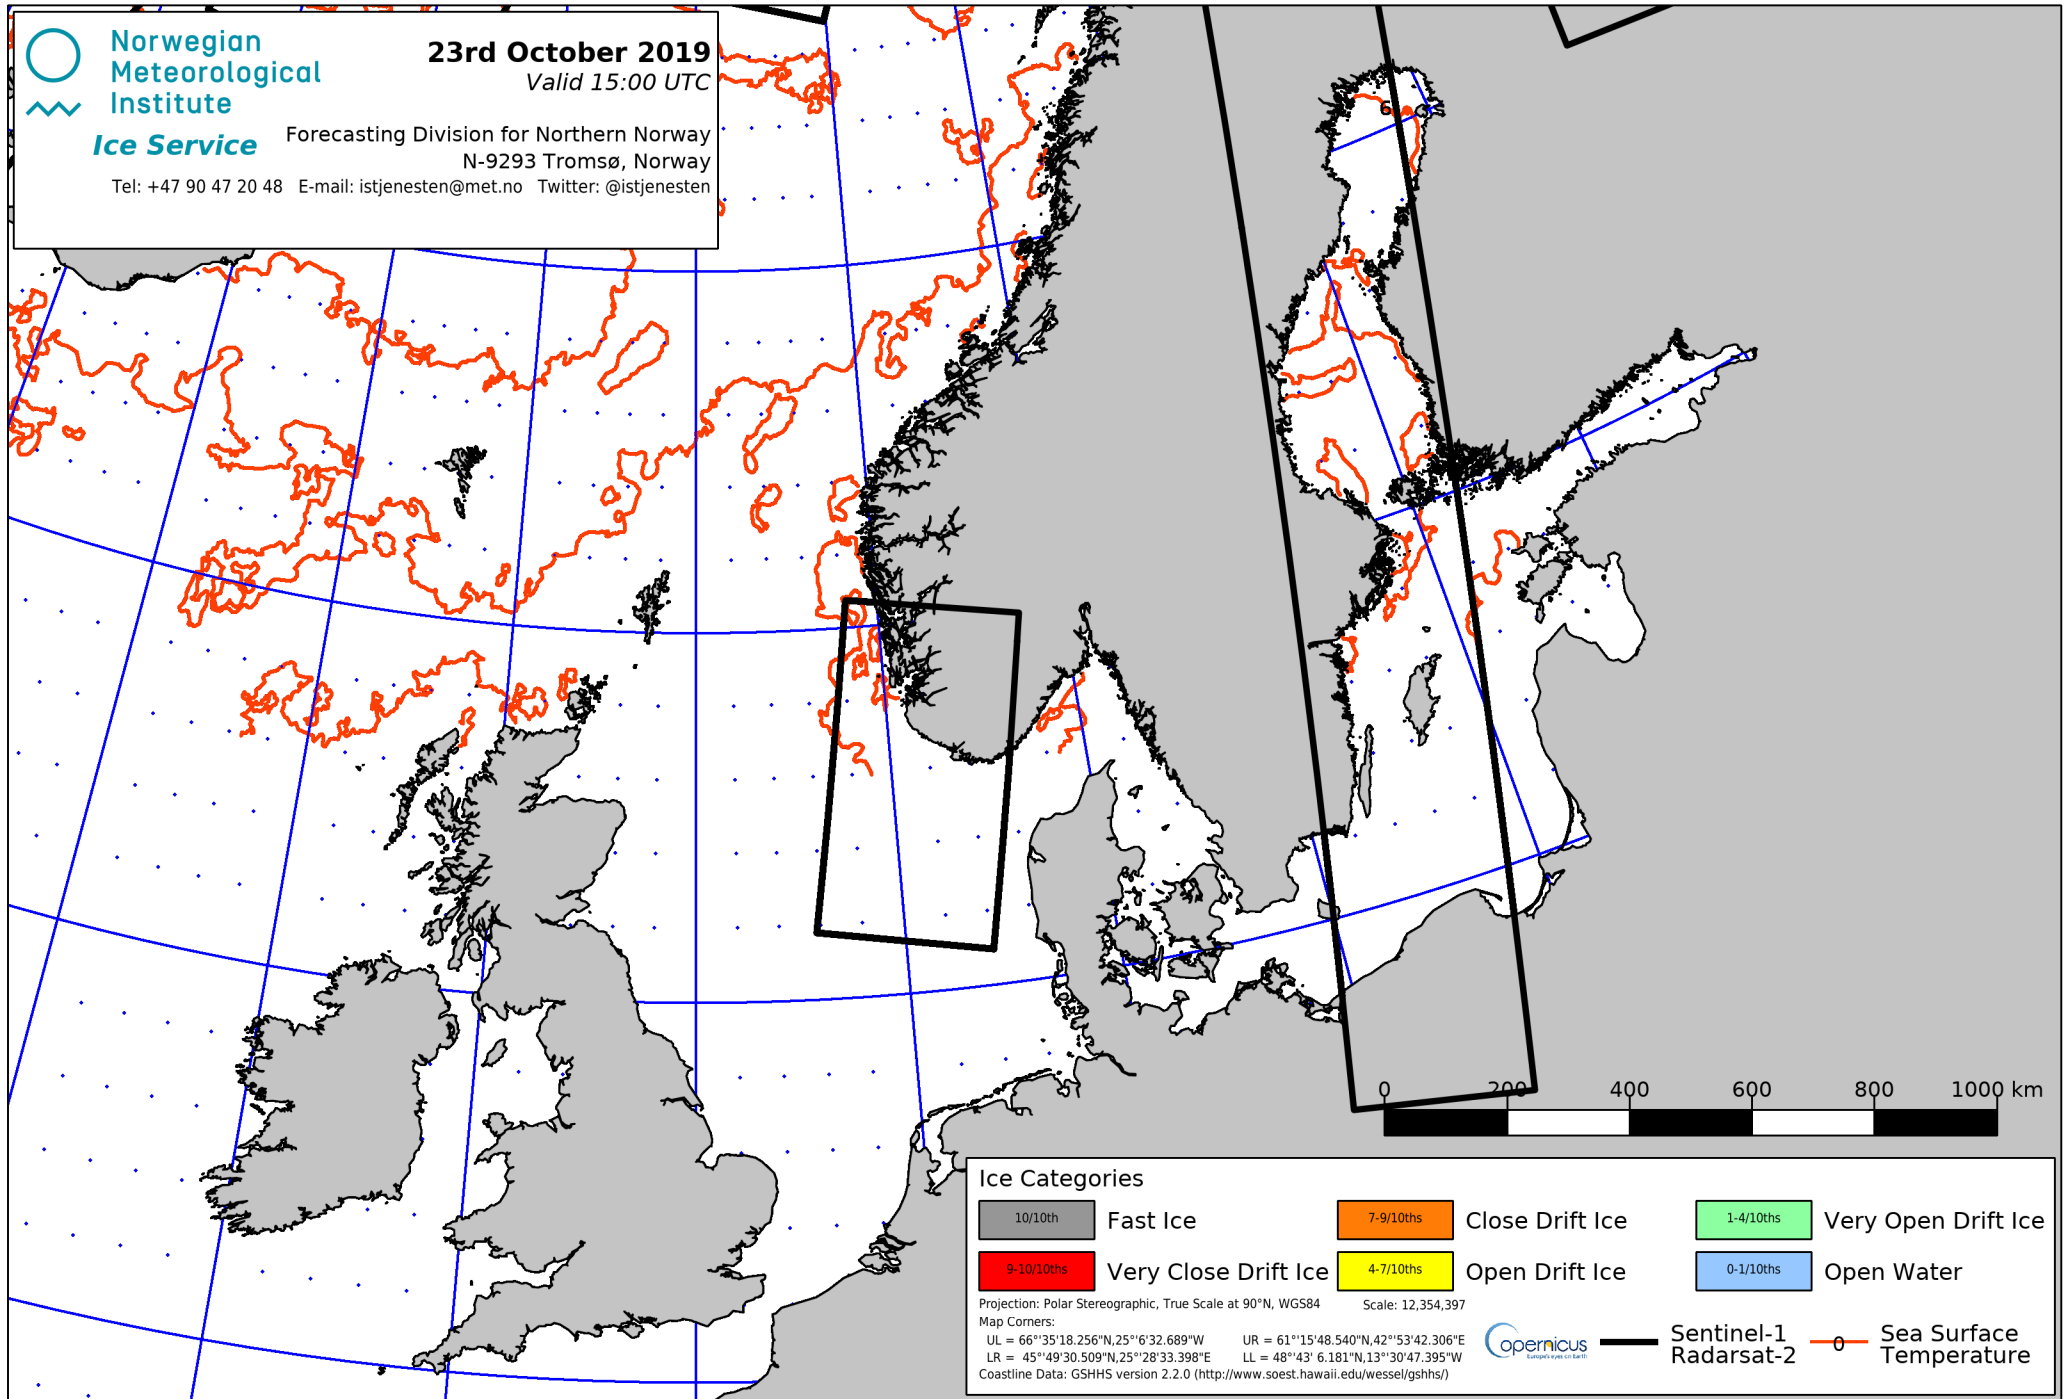 Norwegian
Meteorological
Institute
Ice Service
23rd October 2019
Valid 15:00 UTC
Forecasting Division for Northern Norway
N-9293 Tromsø, Norway
Tel: +47 90 47 20 48 E-mail: istjenesten@met.no Twitter: @istjenesten
6
0 200 400 600 800 1000 km
Ice Categories
10/10th Fast Ice 7-9/10ths Close Drift Ice 1-4/10ths Very Open Drift Ice
9-10/10ths Very Close Drift Ice 4-7/10ths Open Drift Ice 0-1/10ths Open Water
Projection: Polar Stereographic, True Scale at 90°N, WGS84 Scale: 12,354,397
Map Corners:
UL = 66°'35'18.256"N,25°'6'32.689"W UR = 61°'15'48.540"N,42°'53'42.306"E
LR = 45°'49'30.509"N,25°'28'33.398"E LL = 48°'43' 6.181"N,13°'30'47.395"W
Coastline Data: GSHHS version 2.2.0 (http://www.soest.hawaii.edu/wessel/gshhs/)
opernicus
Europe's eyes on Earth
Sentinel-1
Radarsat-2
0
Sea Surface
Temperature